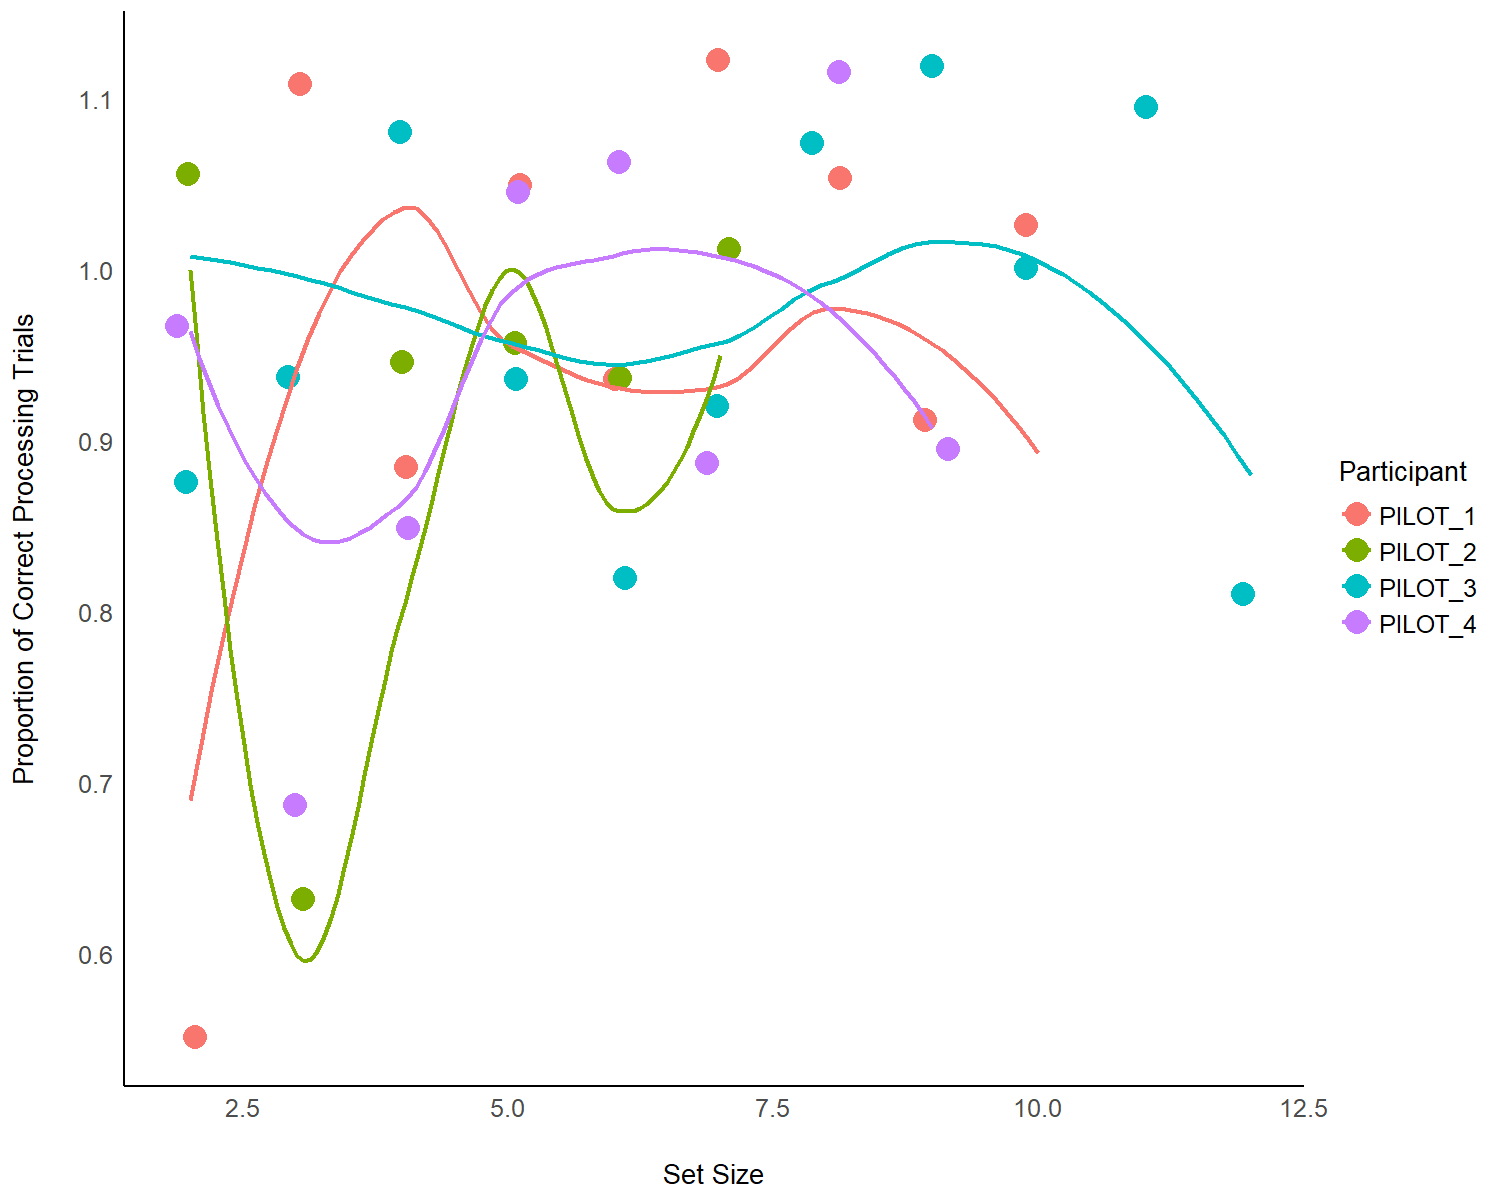 Proportion of Correct Processing Trials
1.1
1.0
0.9
0.8
0.7
0.6
2.5
5.0
7.5
10.0
12.5
Set Size
Participant
PILOT_1
PILOT_2
PILOT_3
PILOT_4